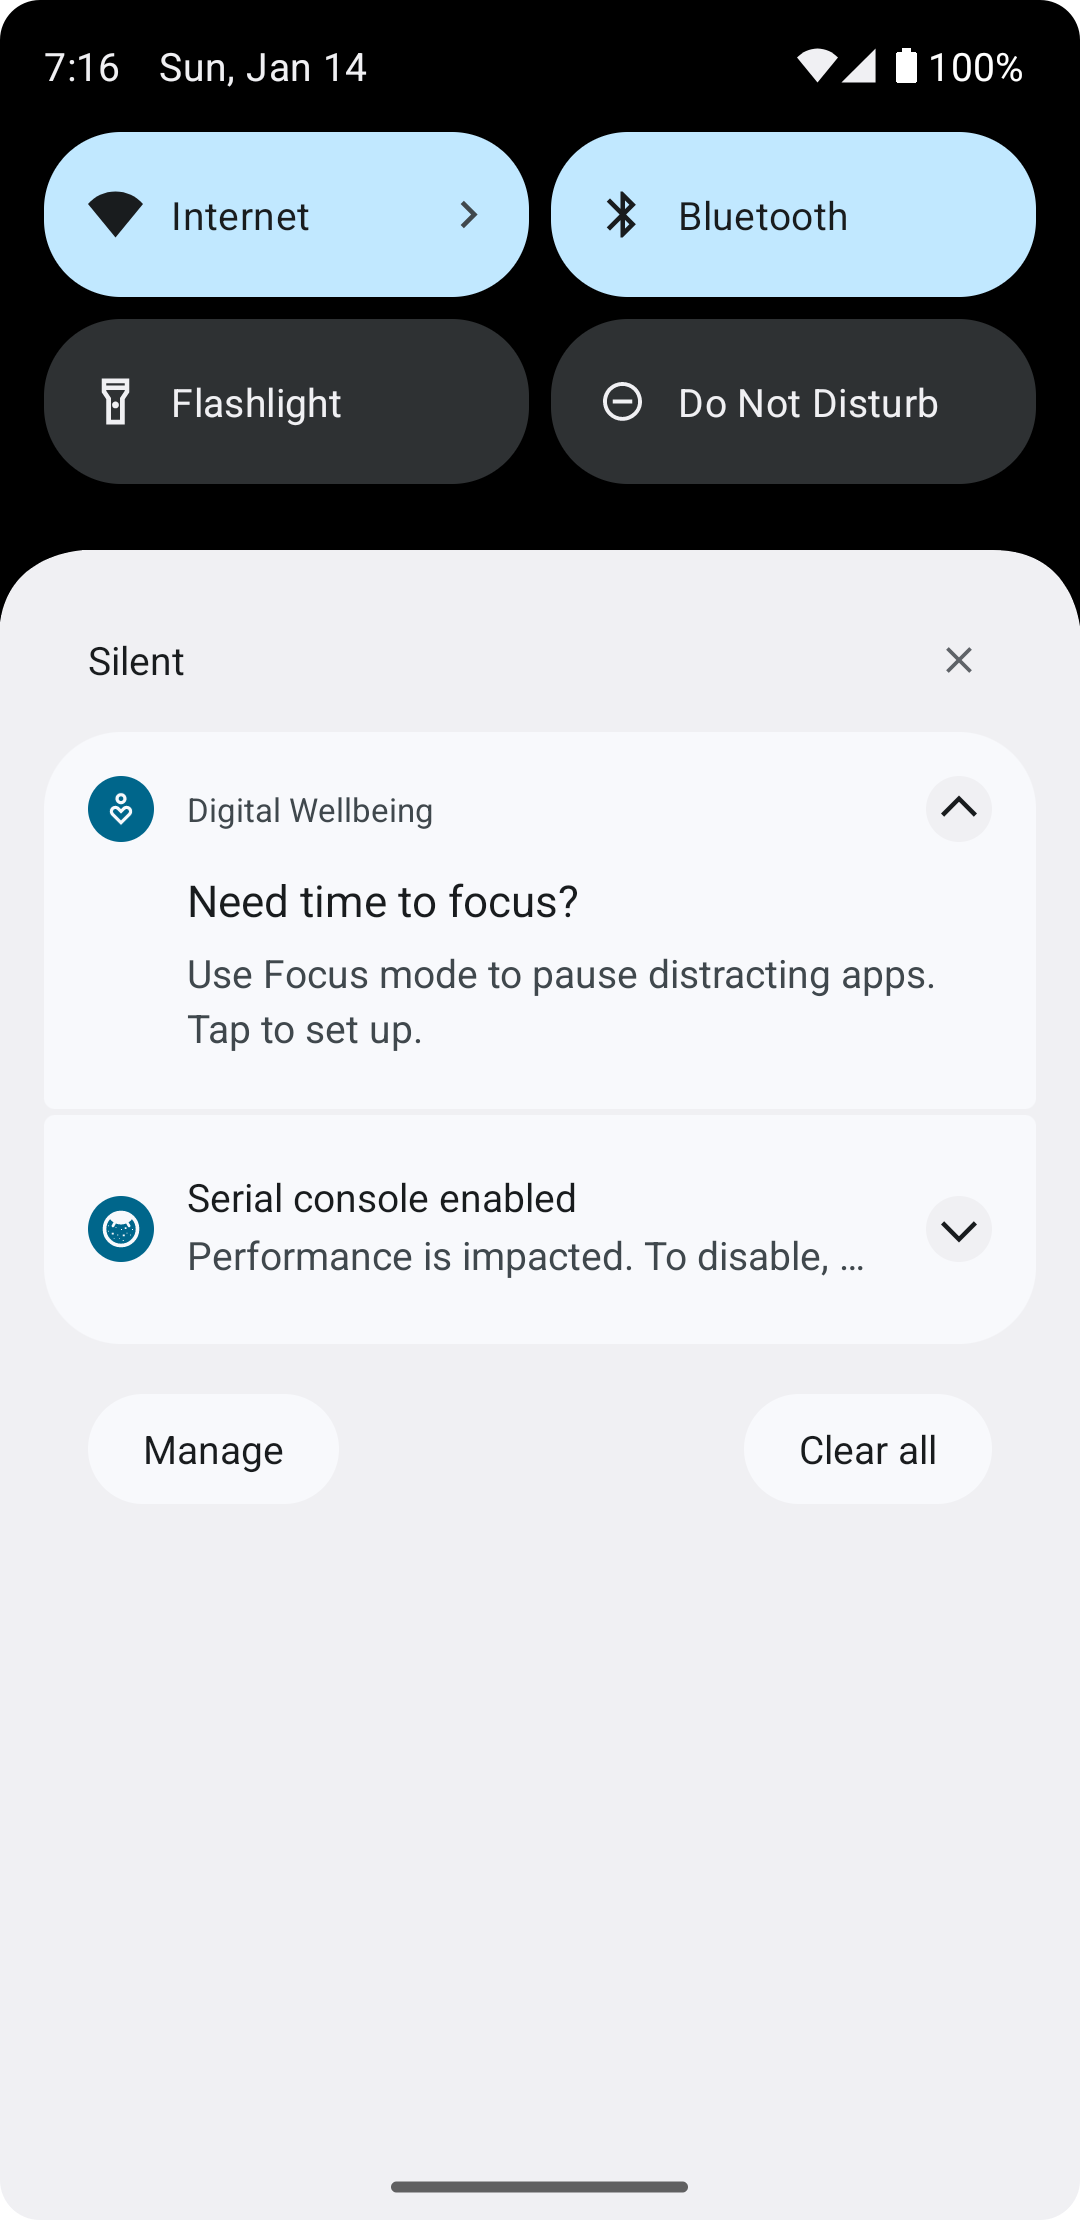 7:16 Sun, Jan 14 100%
Internet Bluetooth
Flashlight Do Not Disturb
Silent
Digital Wellbeing
Need time to focus?
Use Focus mode to pause distracting apps.
Tap to set up.
Serial console enabled
Performance is impacted. To disable, …
Manage Clear all